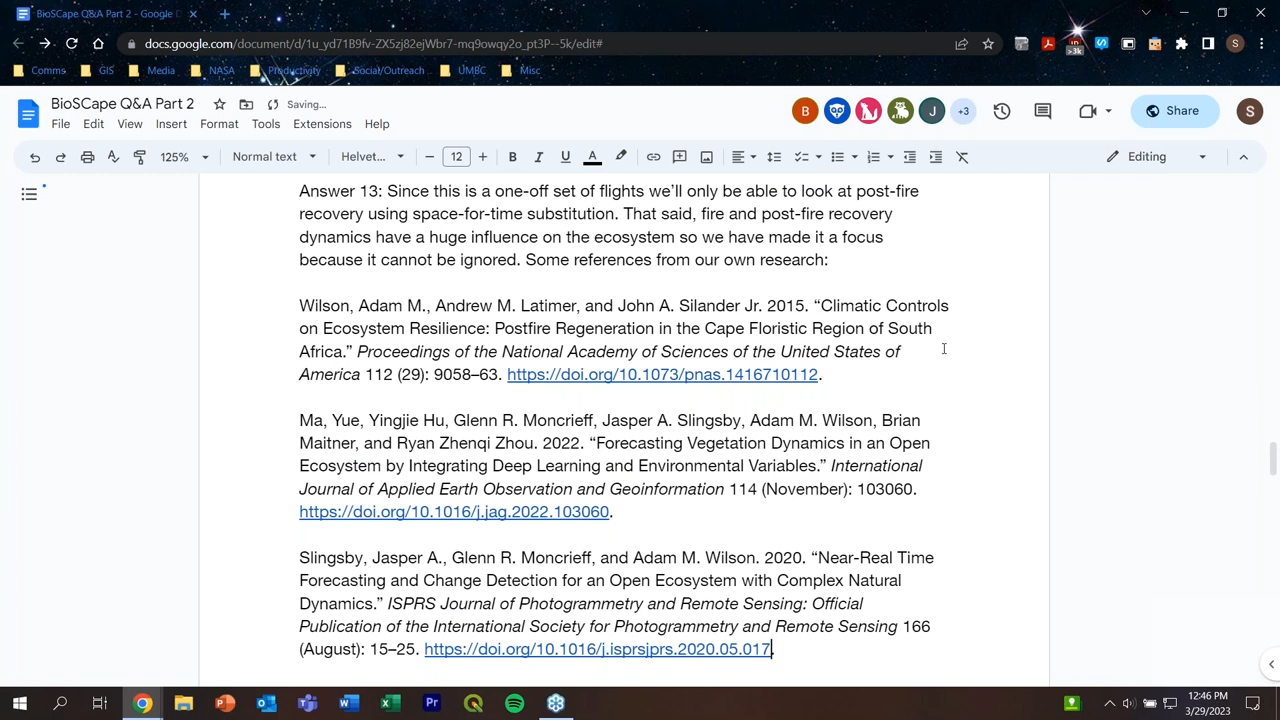 BioSCape Q&A Part 2 - Google D
docs.google.com/document/d/1u_yd71B9fv-ZX5zj82ejWbr7-mq9owqy2o_pt3P--5k/edit#
>3k
S
Comms
GIS
Media
NASA
Productivity
Social/Outreach
UMBC
Misc
BioSCape Q&A Part 2
Saving...
B
J
+3
Share
S
File Edit View Insert Format Tools Extensions Help
125%
Normal text
Helvet...
12
B I U A
Editing
Answer 13: Since this is a one-off set of flights we’ll only be able to look at post-fire
recovery using space-for-time substitution. That said, fire and post-fire recovery
dynamics have a huge influence on the ecosystem so we have made it a focus
because it cannot be ignored. Some references from our own research:
Wilson, Adam M., Andrew M. Latimer, and John A. Silander Jr. 2015. “Climatic Controls
on Ecosystem Resilience: Postfire Regeneration in the Cape Floristic Region of South
Africa.” Proceedings of the National Academy of Sciences of the United States of
America 112 (29): 9058–63. https://doi.org/10.1073/pnas.1416710112.
Ma, Yue, Yingjie Hu, Glenn R. Moncrieff, Jasper A. Slingsby, Adam M. Wilson, Brian
Maitner, and Ryan Zhenqi Zhou. 2022. “Forecasting Vegetation Dynamics in an Open
Ecosystem by Integrating Deep Learning and Environmental Variables.” International
Journal of Applied Earth Observation and Geoinformation 114 (November): 103060.
https://doi.org/10.1016/j.jag.2022.103060.
Slingsby, Jasper A., Glenn R. Moncrieff, and Adam M. Wilson. 2020. “Near-Real Time
Forecasting and Change Detection for an Open Ecosystem with Complex Natural
Dynamics.” ISPRS Journal of Photogrammetry and Remote Sensing: Official
Publication of the International Society for Photogrammetry and Remote Sensing 166
(August): 15–25. https://doi.org/10.1016/j.isprsjprs.2020.05.017.
12:46 PM
3/29/2023